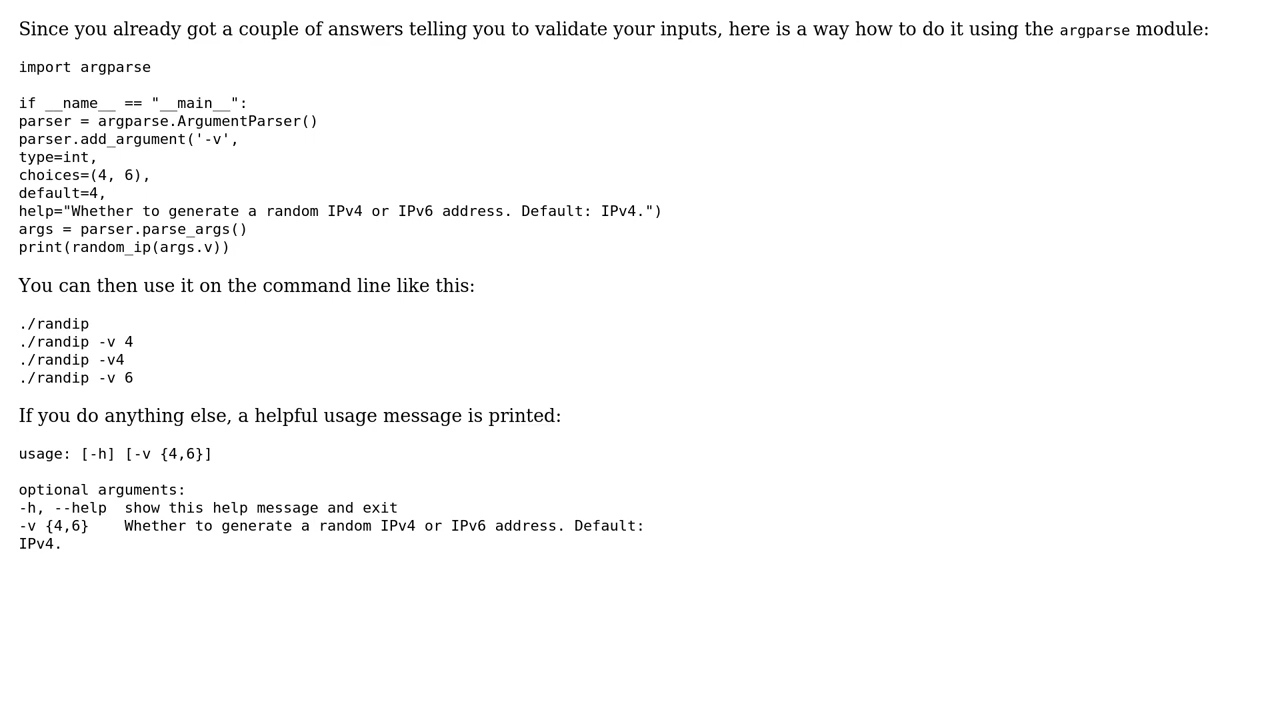 Since you already got a couple of answers telling you to validate your inputs, here is a way how to do it using the argparse module:
import argparse
if __name__ == "__main__":
parser = argparse.ArgumentParser()
parser.add_argument('-v',
type=int,
choices=(4, 6),
default=4,
help="Whether to generate a random IPv4 or IPv6 address. Default: IPv4.")
args = parser.parse_args()
print(random_ip(args.v))
You can then use it on the command line like this:
./randip
./randip -v 4
./randip -v4
./randip -v 6
If you do anything else, a helpful usage message is printed:
usage: [-h] [-v {4,6}]
optional arguments:
-h, --help  show this help message and exit
-v {4,6}    Whether to generate a random IPv4 or IPv6 address. Default:
IPv4.